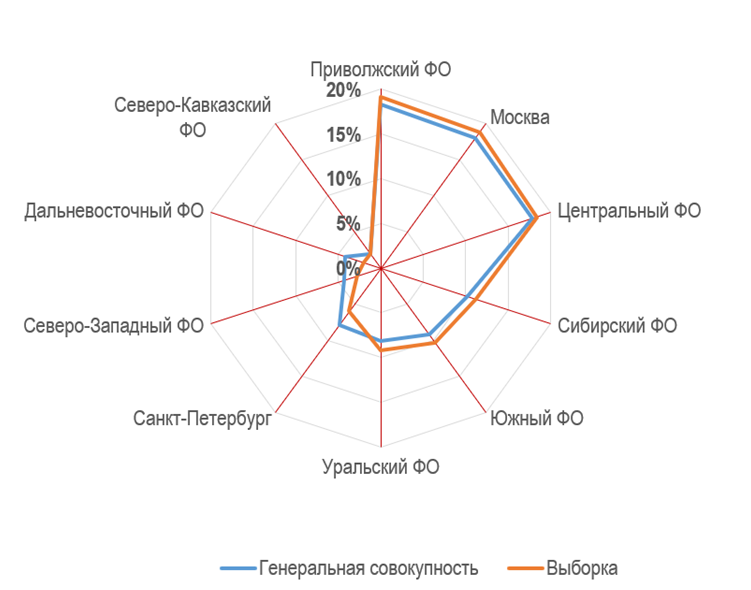 Приволжский ФО
20%
Северо-Кавказский
ФО
Москва
15%
10%
Дальневосточный ФО
Центральный ФО
5%
0%
Северо-Западный ФО
Сибирский ФО
Санкт-Петербург
Южный ФО
Уральский ФО
Генеральная совокупность
Выборка